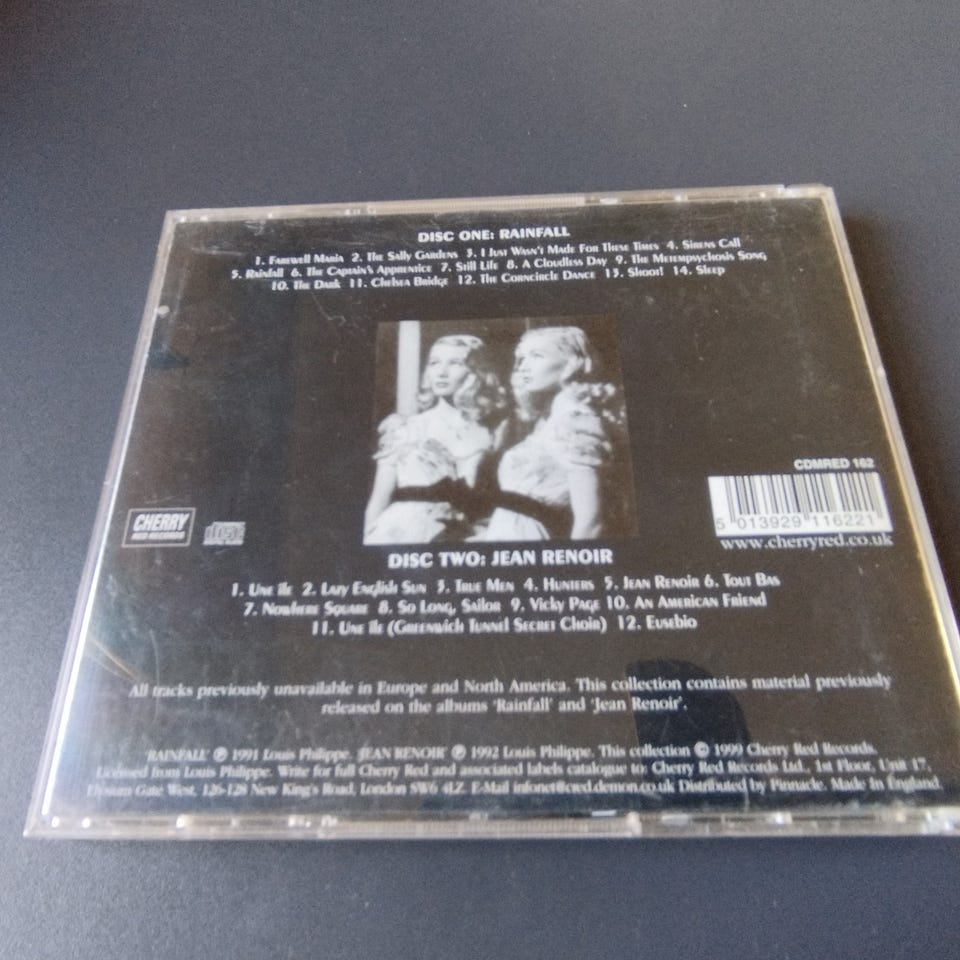 DISC ONE: RAINFALL
1. Farewell Maria 2. The Sally Gardens 3. I Just Wasn't Made For These Times 4. Sirens Call
5. Rainfall 6. The Captain's Apprentice 7. Still Life 8. A Cloudless Day 9. The Metempsychosis Song
10. The Dark 11. Chelsea Bridge 12. The Corncircle Dance 13. Shoot! 14. Sleep
CDMRED 162
5 013929 116221
www.cherryred.co.uk
CHERRY
RED RECORDS
disc
DISC TWO: JEAN RENOIR
1. Une Ile 2. Lazy English Sun 3. True Men 4. Hunters 5. Jean Renoir 6. Tout Bas
7. Nowhere Square 8. So Long, Sailor 9. Vicky Page 10. An American Friend
11. Une Ile (Greenwich Tunnel Secret Choir) 12. Eusebio
All tracks previously unavailable in Europe and North America. This collection contains material previously
released on the albums 'Rainfall' and 'Jean Renoir'.
'RAINFALL' ℗ 1991 Louis Philippe. 'JEAN RENOIR' ℗ 1992 Louis Philippe. This collection © 1999 Cherry Red Records.
Licensed from Louis Philippe. Write for full Cherry Red and associated labels catalogue to: Cherry Red Records Ltd., 1st Floor, Unit 17,
Elysium Gate West, 126-128 New King's Road, London SW6 4LZ. E-Mail infonet@cred.demon.co.uk Distributed by Pinnacle. Made In England